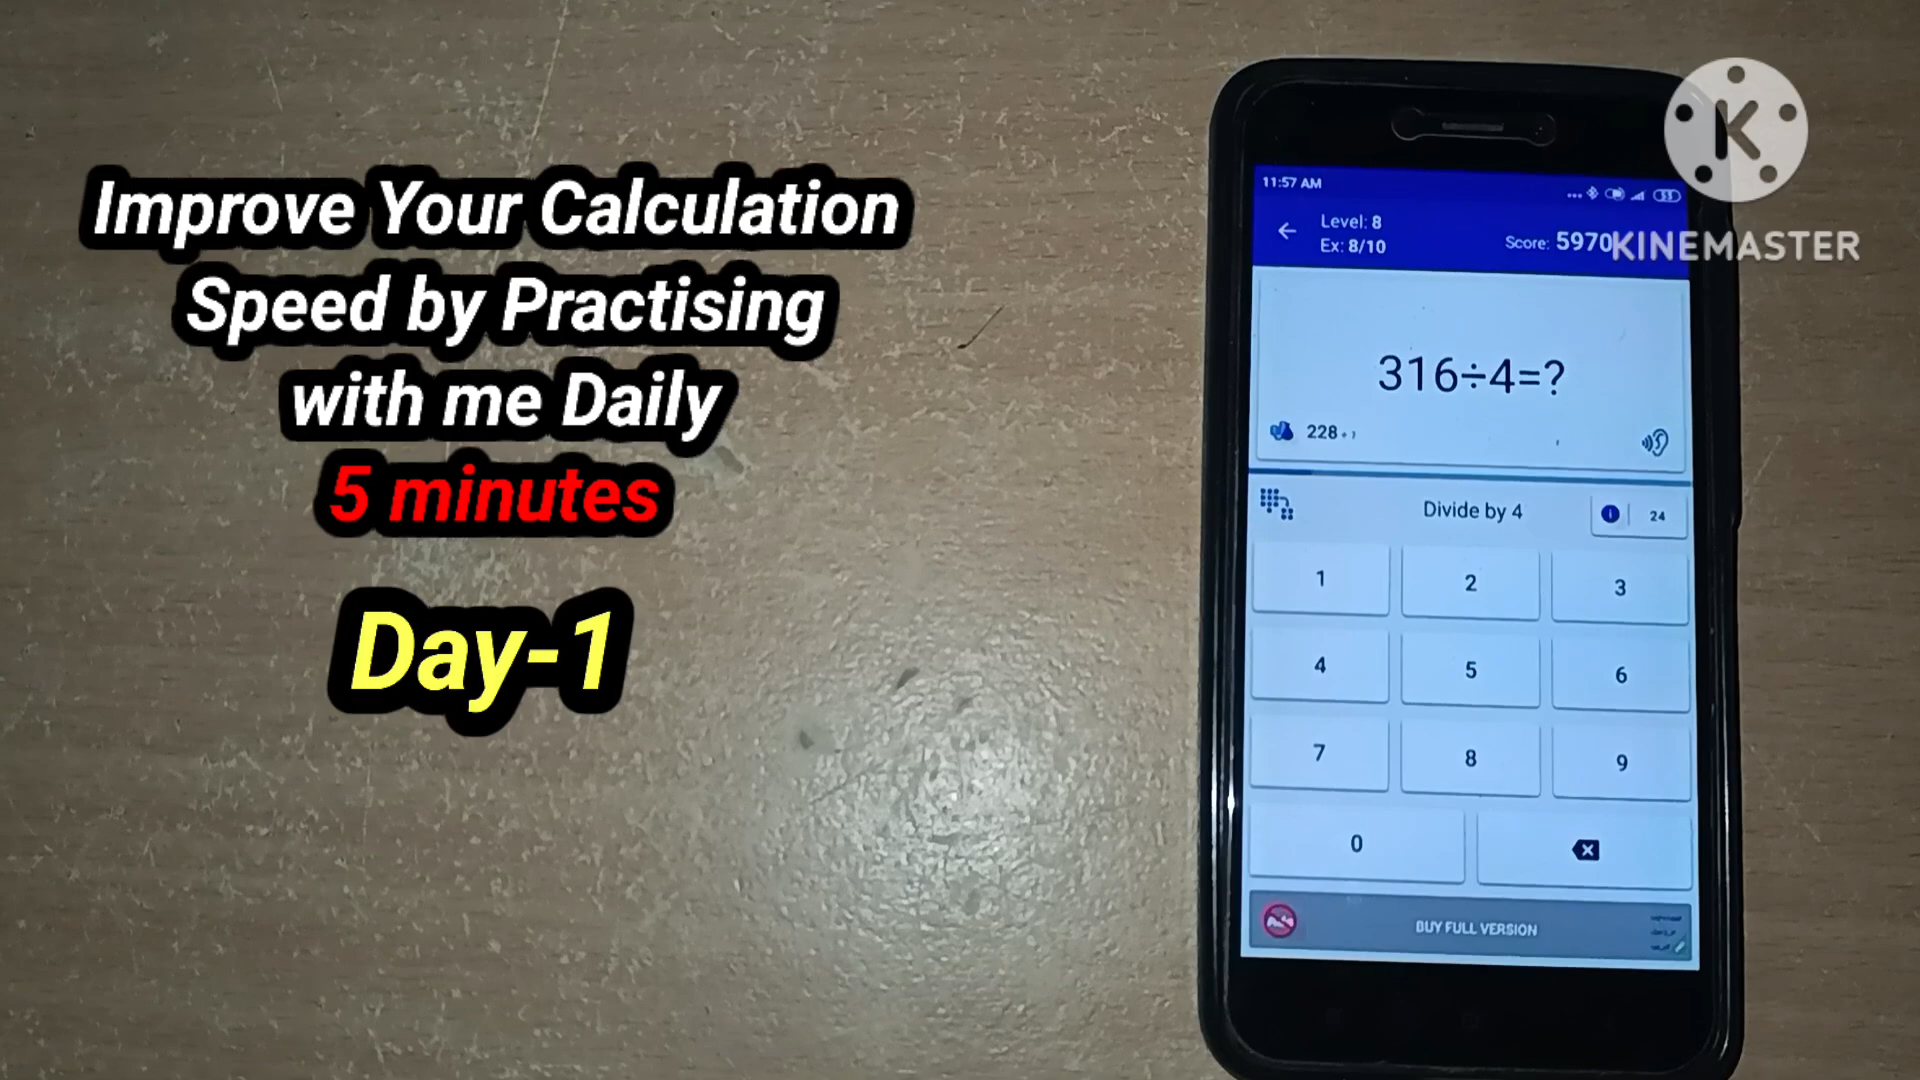 Improve Your Calculation
Speed by Practising
with me Daily
5 minutes
Day-1
K
KINEMASTER
11:57 AM
53
Level: 8
Ex: 8/10
Score: 5970
316÷4=?
228
Divide by 4
24
1
2
3
4
5
6
7
8
9
0
BUY FULL VERSION